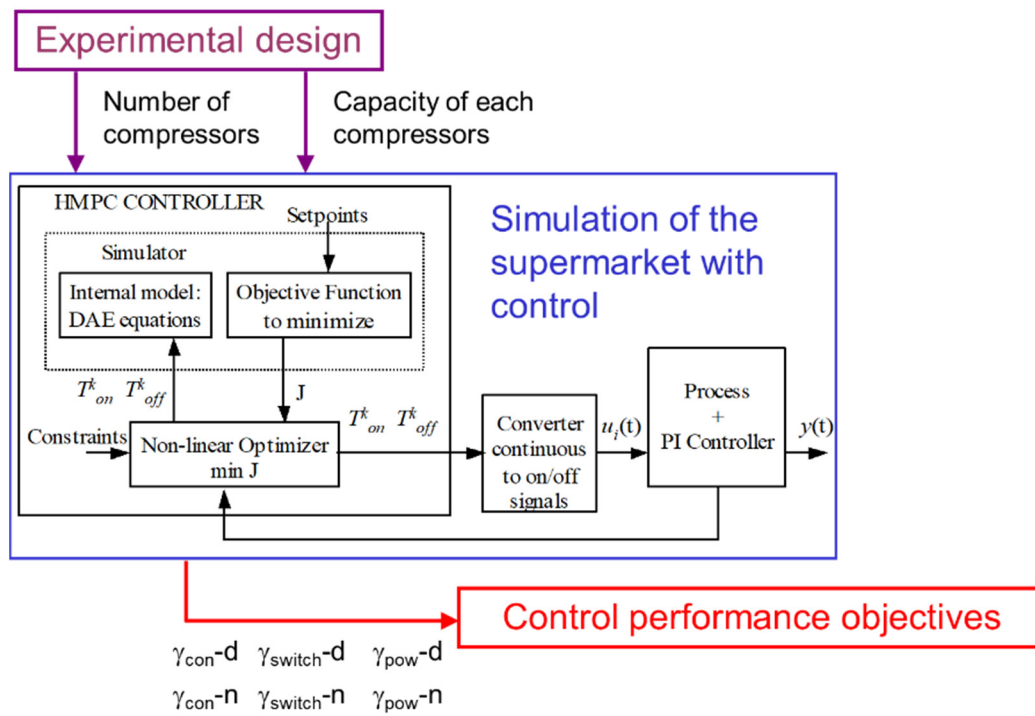 Experimental design
Number of
compressors
Capacity of each
compressors
HMPC CONTROLLER
Setpoints
Simulator
Internal model:
DAE equations
Objective Function
to minimize
T^k_on T^k_off
J
T^k_on T^k_off
Constraints
Non-linear Optimizer
min J
Converter
continuous
to on/off
signals
u_i(t)
Process
+
PI Controller
y(t)
Simulation of the
supermarket with
control
Control performance objectives
γcon-d γswitch-d γpow-d
γcon-n γswitch-n γpow-n